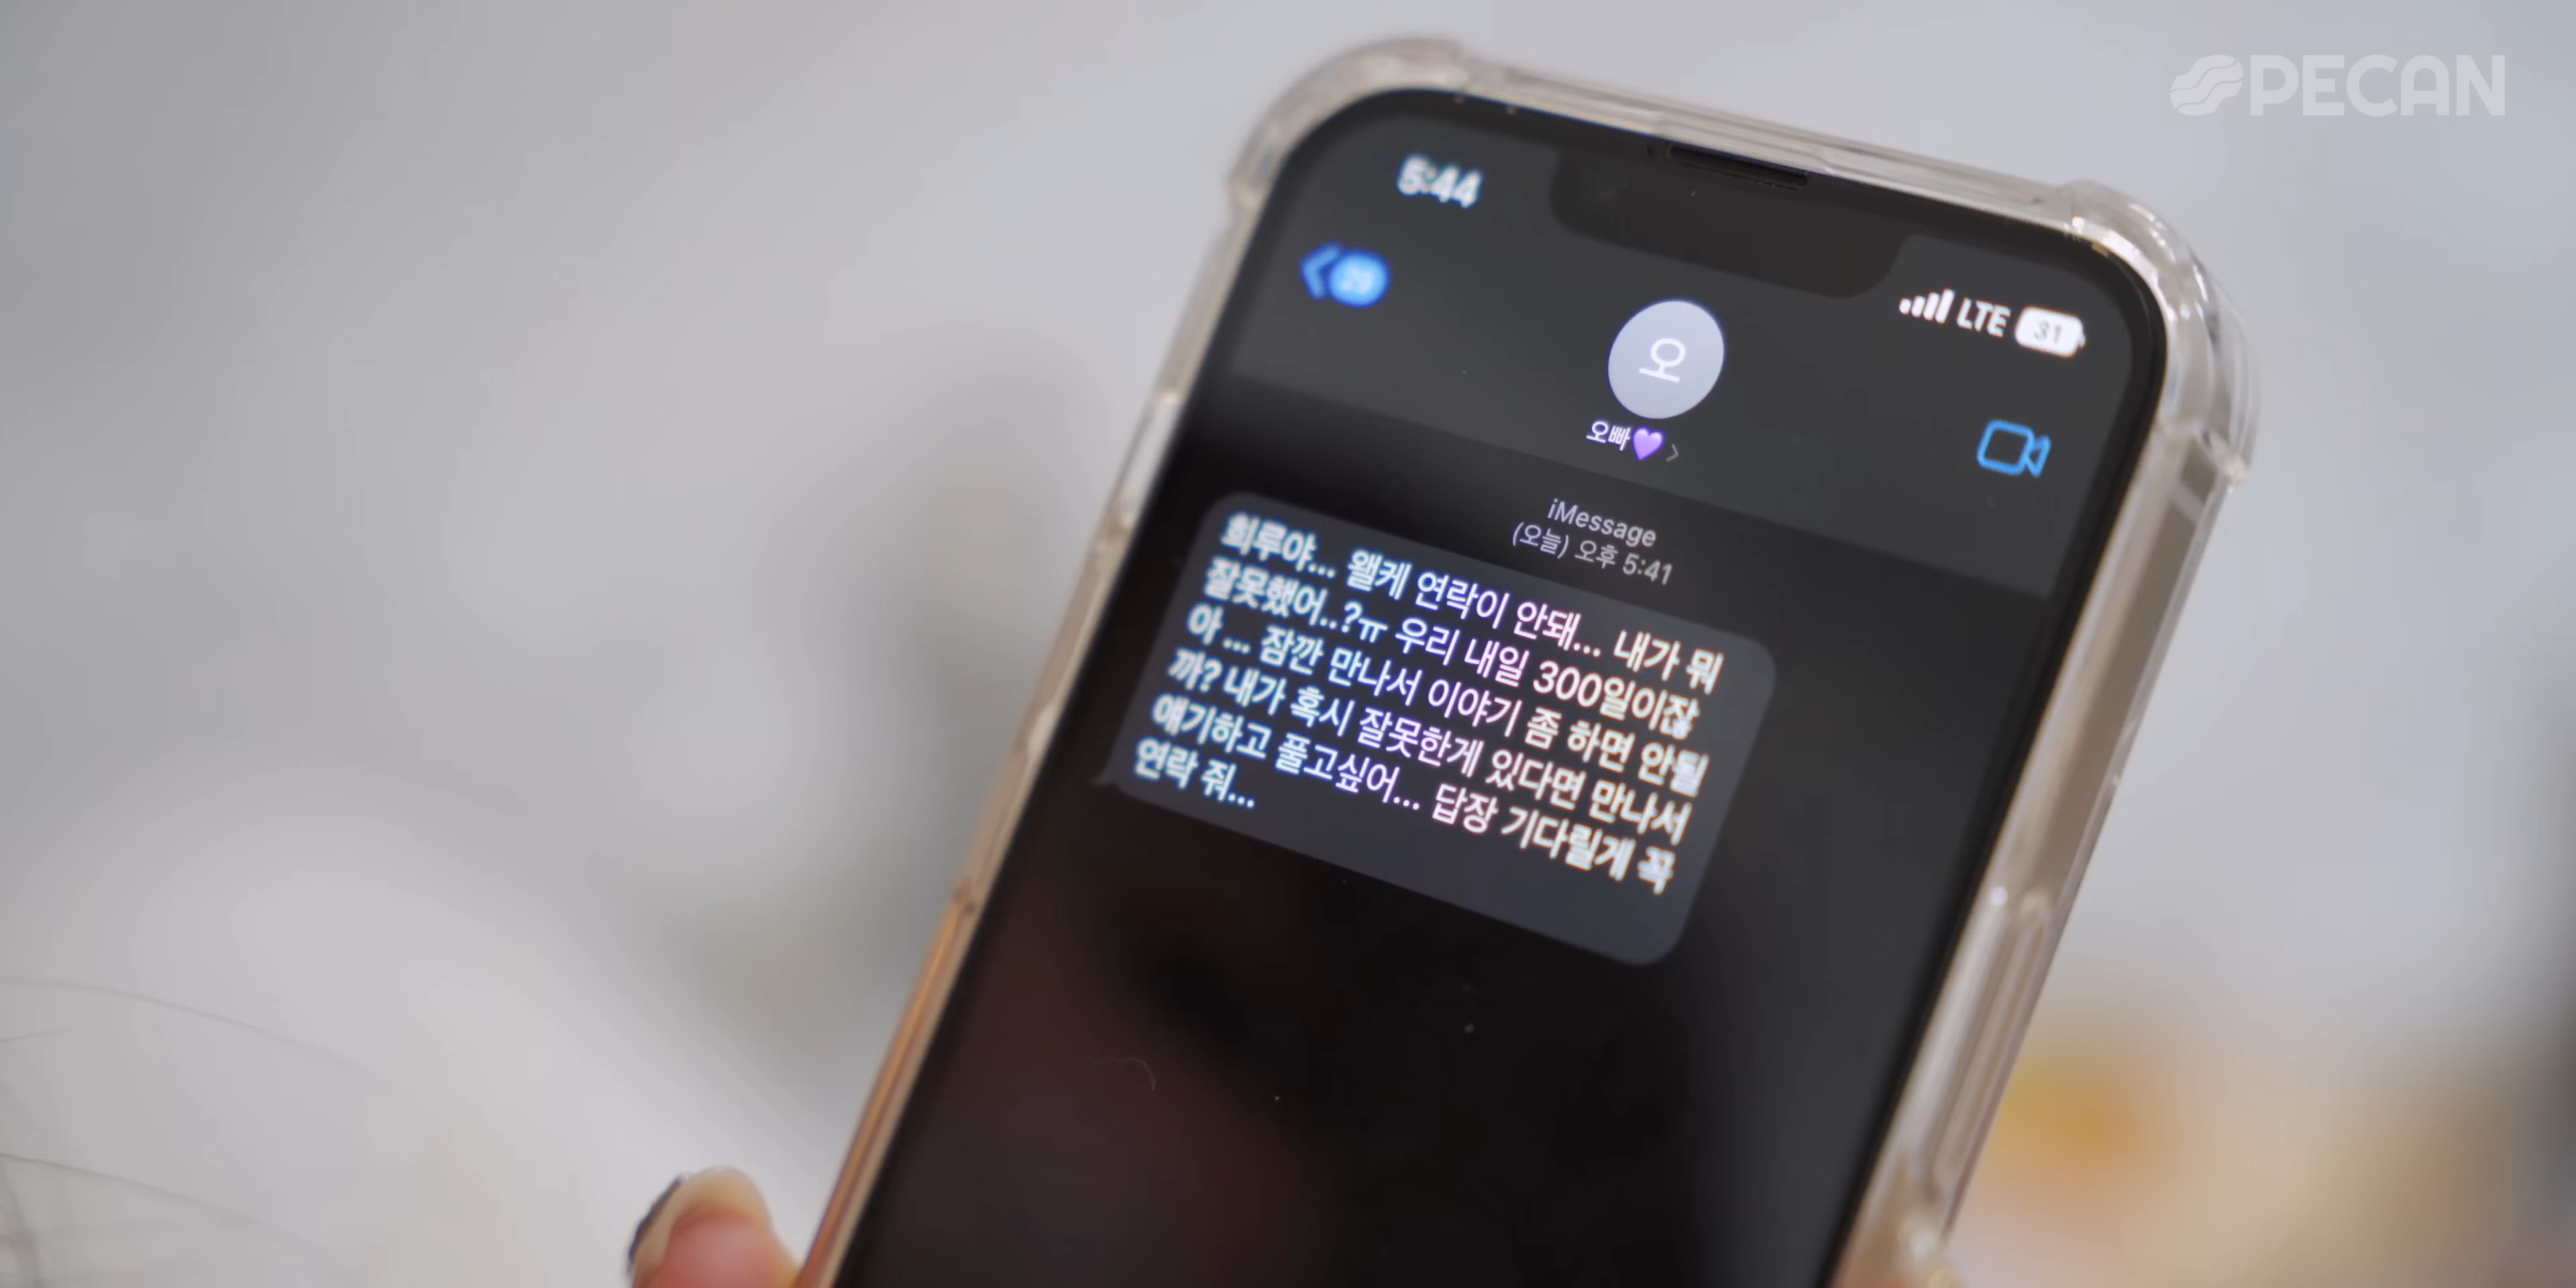 PECAN
5:44
29
LTE 31
오
오빠💜
iMessage
(오늘) 오후 5:41
희루야... 왤케 연락이 안돼... 내가 뭐
잘못했어..?ㅠ 우리 내일 300일이잖
아... 잠깐 만나서 이야기 좀 하면 안될
까? 내가 혹시 잘못한게 있다면 만나서
얘기하고 풀고싶어... 답장 기다릴게 꼭
연락 줘...